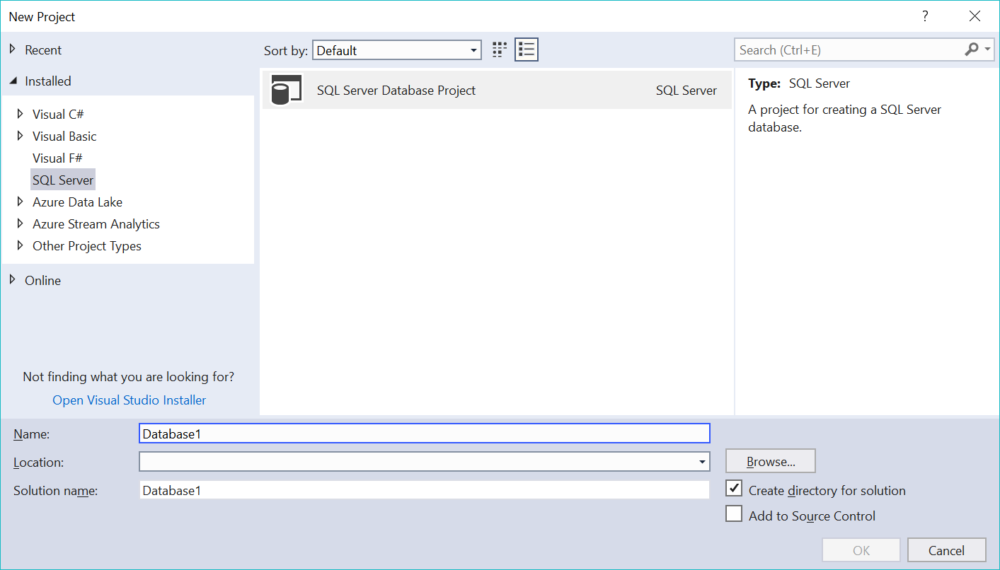 New Project
?
Recent
Installed
Visual C#
Visual Basic
Visual F#
SQL Server
Azure Data Lake
Azure Stream Analytics
Other Project Types
Online
Not finding what you are looking for?
Open Visual Studio Installer
Sort by: Default
SQL Server Database Project SQL Server
Search (Ctrl+E)
Type: SQL Server
A project for creating a SQL Server
database.
Name: Database1
Location:
Browse...
Solution name: Database1
Create directory for solution
Add to Source Control
OK Cancel